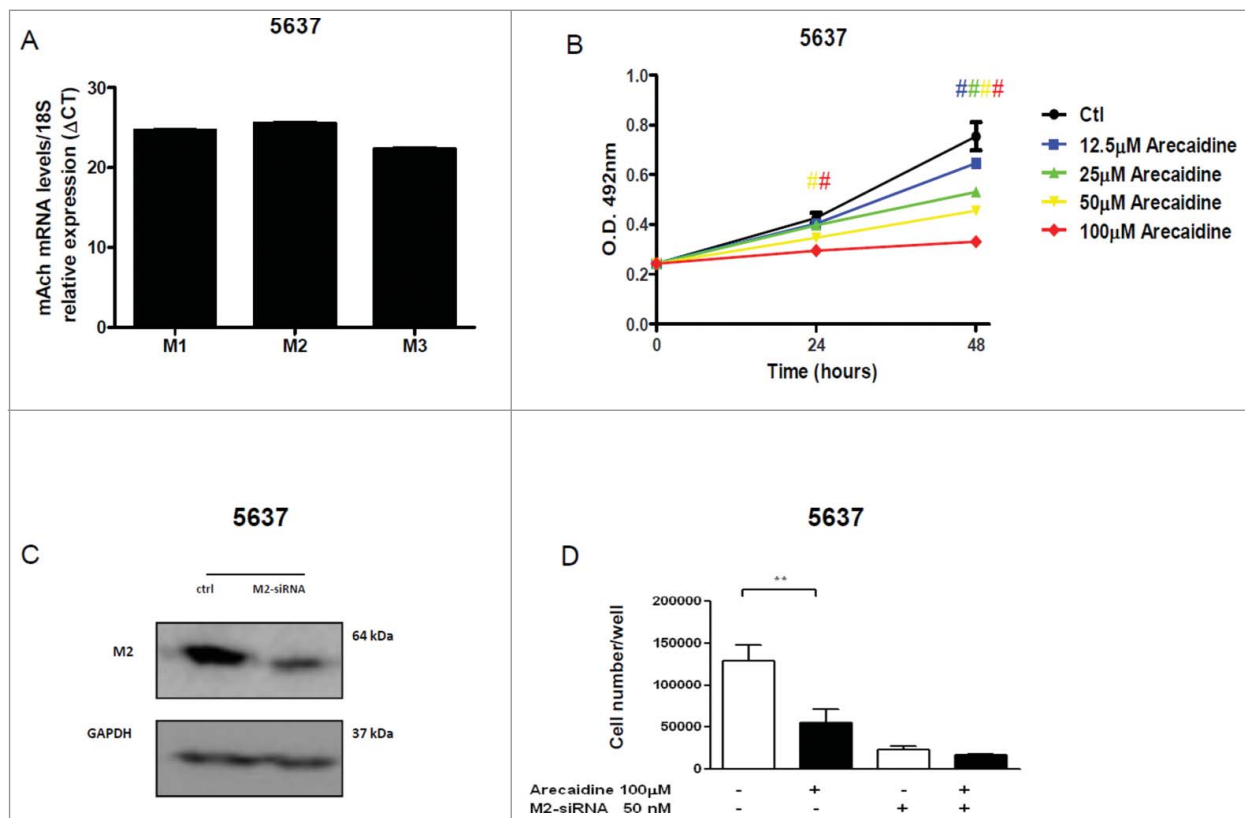 A
5637
mAch mRNA levels/18S
relative expression (ΔCT)
30
20
10
0
M1 M2 M3
B
5637
O.D. 492nm
1.0
0.8
0.6
0.4
0.2
0.0
####
##
0 24 48
Time (hours)
Ctl
12.5μM Arecaidine
25μM Arecaidine
50μM Arecaidine
100μM Arecaidine
C
5637
ctrl M2-siRNA
M2
64 kDa
GAPDH
37 kDa
D
5637
**
Cell number/well
200000
150000
100000
50000
0
Arecaidine 100μM - + - +
M2-siRNA 50 nM - - + +